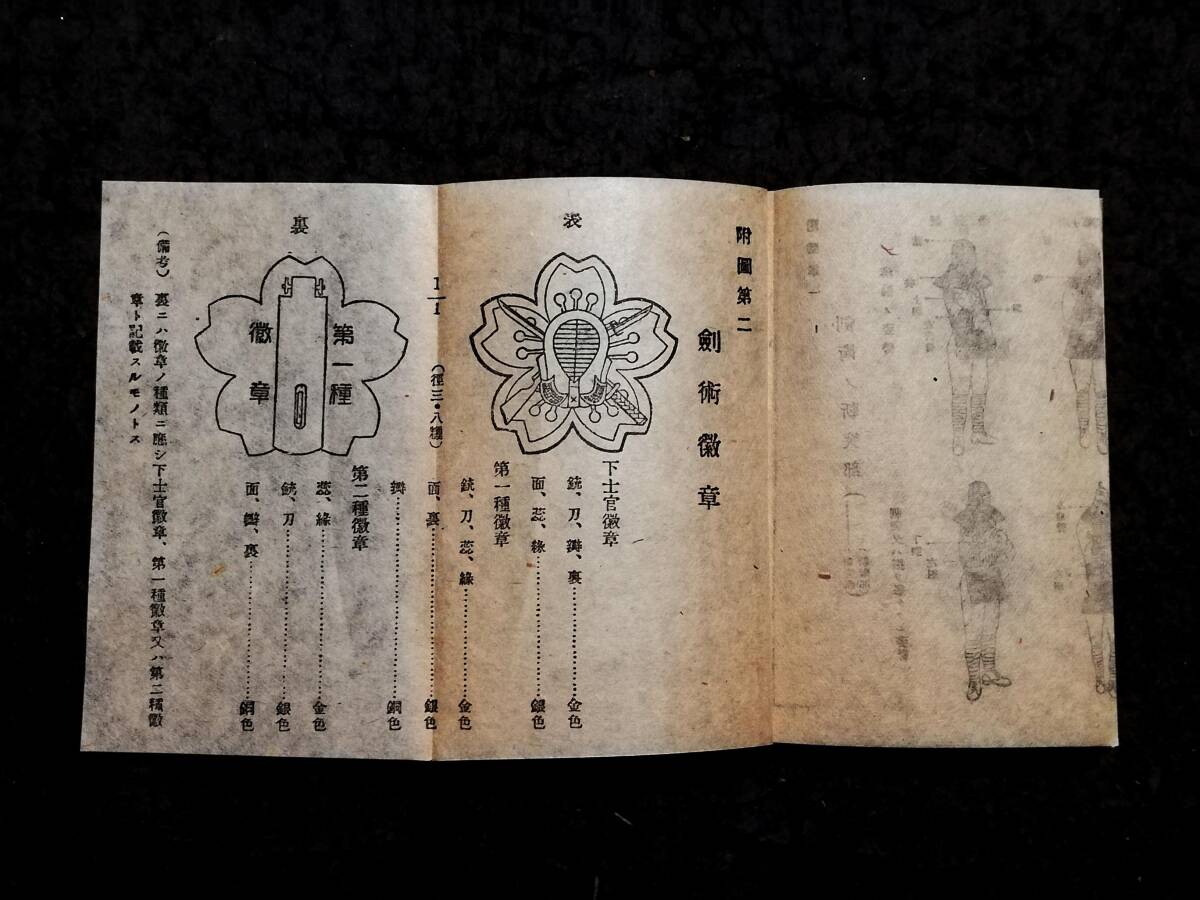 附圖第二
劍術徽章
表
1/1
(徑三・八糎)
下士官徽章
銃、刀、瓣、裏……金色
面、蕊、緣……銀色
第一種徽章
銃、刀、蕊、緣……金色
面、裏……銀色
瓣……銅色
裏
第一種
徽章
第二種徽章
蕊、緣……金色
銃、刀……銀色
面、瓣、裏……銅色
(備考) 裏ニハ徽章ノ種類ニ應シ下士官徽章、第一種徽章又ハ第二種徽
章ト記載スルモノトス